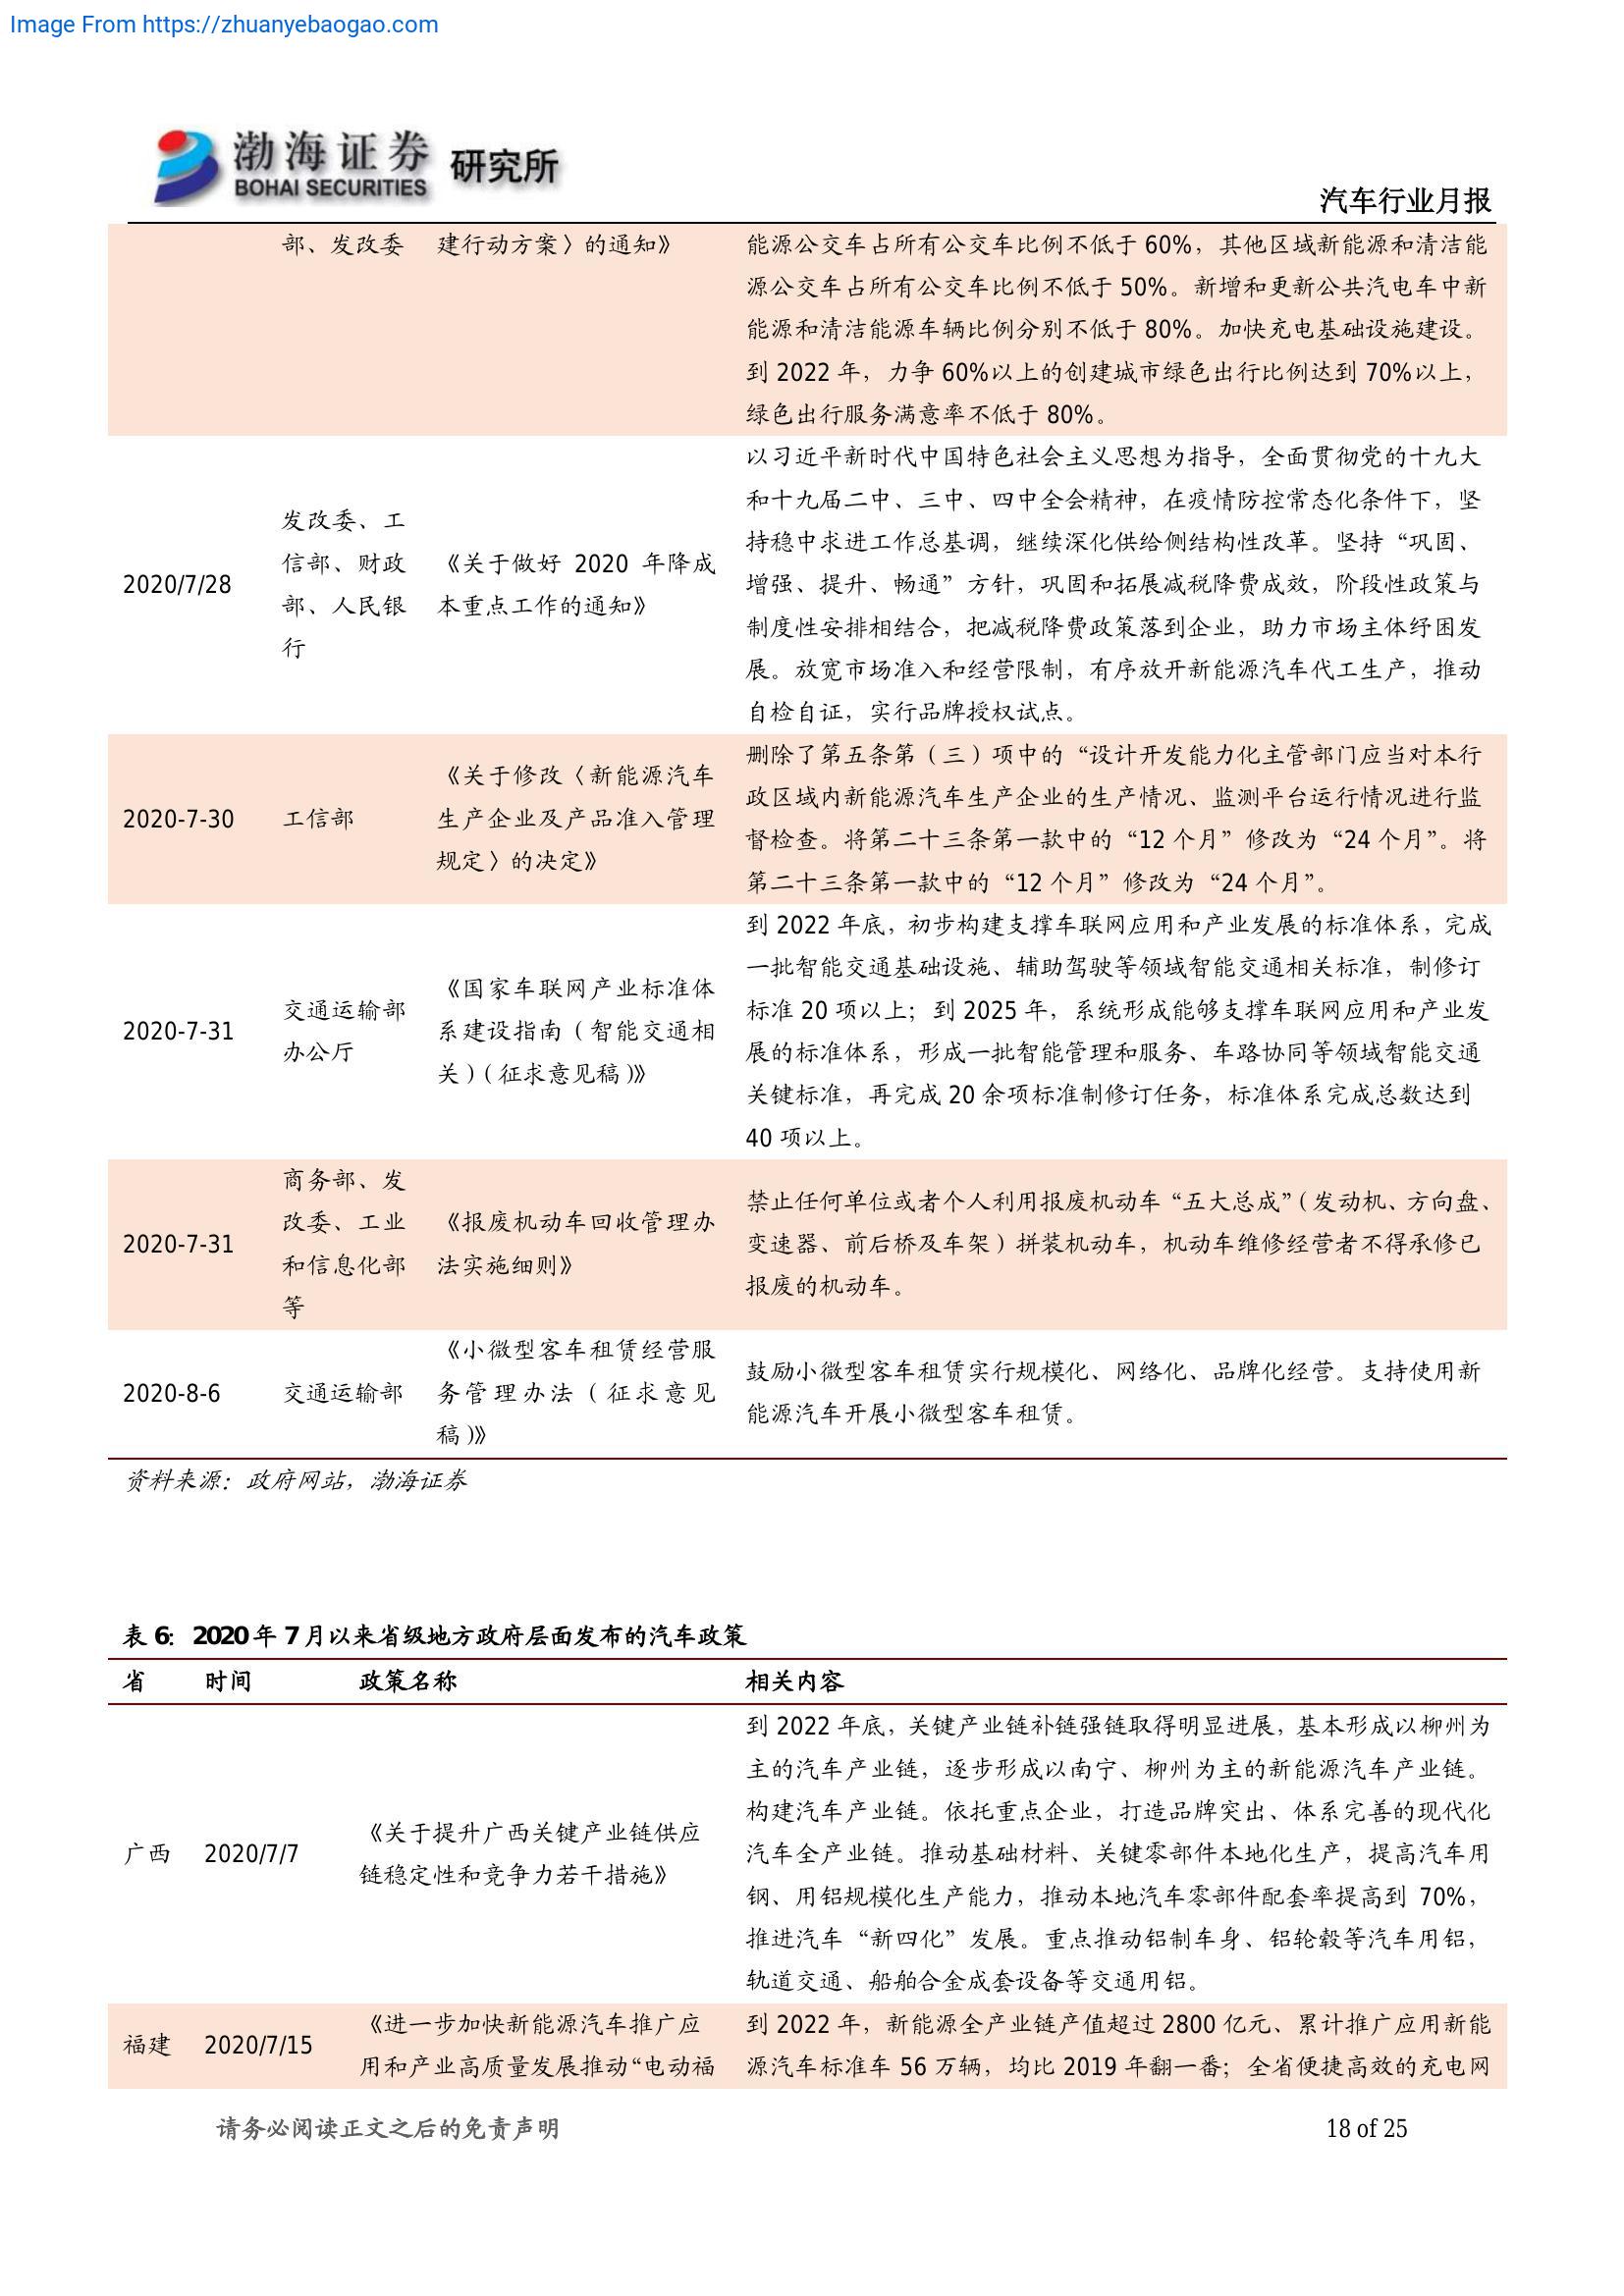 Image From https://zhuanyebaogao.com
渤海证券 研究所
BOHAI SECURITIES
汽车行业月报
部、发改委 建行动方案〉的通知》
能源公交车占所有公交车比例不低于 60%，其他区域新能源和清洁能
源公交车占所有公交车比例不低于 50%。新增和更新公共汽电车中新
能源和清洁能源车辆比例分别不低于 80%。加快充电基础设施建设。
到 2022 年，力争 60%以上的创建城市绿色出行比例达到 70%以上，
绿色出行服务满意率不低于 80%。
2020/7/28
发改委、工
信部、财政
部、人民银
行
《关于做好 2020 年降成
本重点工作的通知》
以习近平新时代中国特色社会主义思想为指导，全面贯彻党的十九大
和十九届二中、三中、四中全会精神，在疫情防控常态化条件下，坚
持稳中求进工作总基调，继续深化供给侧结构性改革。坚持“巩固、
增强、提升、畅通”方针，巩固和拓展减税降费成效，阶段性政策与
制度性安排相结合，把减税降费政策落到企业，助力市场主体纾困发
展。放宽市场准入和经营限制，有序放开新能源汽车代工生产，推动
自检自证，实行品牌授权试点。
2020-7-30
工信部
《关于修改〈新能源汽车
生产企业及产品准入管理
规定〉的决定》
删除了第五条第（三）项中的“设计开发能力化主管部门应当对本行
政区域内新能源汽车生产企业的生产情况、监测平台运行情况进行监
督检查。将第二十三条第一款中的“12 个月”修改为“24 个月”。将
第二十三条第一款中的“12 个月”修改为“24 个月”。
2020-7-31
交通运输部
办公厅
《国家车联网产业标准体
系建设指南（智能交通相
关）（征求意见稿）》
到 2022 年底，初步构建支撑车联网应用和产业发展的标准体系，完成
一批智能交通基础设施、辅助驾驶等领域智能交通相关标准，制修订
标准 20 项以上；到 2025 年，系统形成能够支撑车联网应用和产业发
展的标准体系，形成一批智能管理和服务、车路协同等领域智能交通
关键标准，再完成 20 余项标准制修订任务，标准体系完成总数达到
40 项以上。
2020-7-31
商务部、发
改委、工业
和信息化部
等
《报废机动车回收管理办
法实施细则》
禁止任何单位或者个人利用报废机动车“五大总成”（发动机、方向盘、
变速器、前后桥及车架）拼装机动车，机动车维修经营者不得承修已
报废的机动车。
2020-8-6
交通运输部
《小微型客车租赁经营服
务管理办法（征求意见
稿）》
鼓励小微型客车租赁实行规模化、网络化、品牌化经营。支持使用新
能源汽车开展小微型客车租赁。
资料来源：政府网站，渤海证券
表 6：2020 年 7 月以来省级地方政府层面发布的汽车政策
省 时间 政策名称 相关内容
广西
2020/7/7
《关于提升广西关键产业链供应
链稳定性和竞争力若干措施》
到 2022 年底，关键产业链补链强链取得明显进展，基本形成以柳州为
主的汽车产业链，逐步形成以南宁、柳州为主的新能源汽车产业链。
构建汽车产业链。依托重点企业，打造品牌突出、体系完善的现代化
汽车全产业链。推动基础材料、关键零部件本地化生产，提高汽车用
钢、用铝规模化生产能力，推动本地汽车零部件配套率提高到 70%，
推进汽车“新四化”发展。重点推动铝制车身、铝轮毂等汽车用铝，
轨道交通、船舶合金成套设备等交通用铝。
福建
2020/7/15
《进一步加快新能源汽车推广应
用和产业高质量发展推动“电动福
到 2022 年，新能源全产业链产值超过 2800 亿元、累计推广应用新能
源汽车标准车 56 万辆，均比 2019 年翻一番；全省便捷高效的充电网
请务必阅读正文之后的免责声明
18 of 25